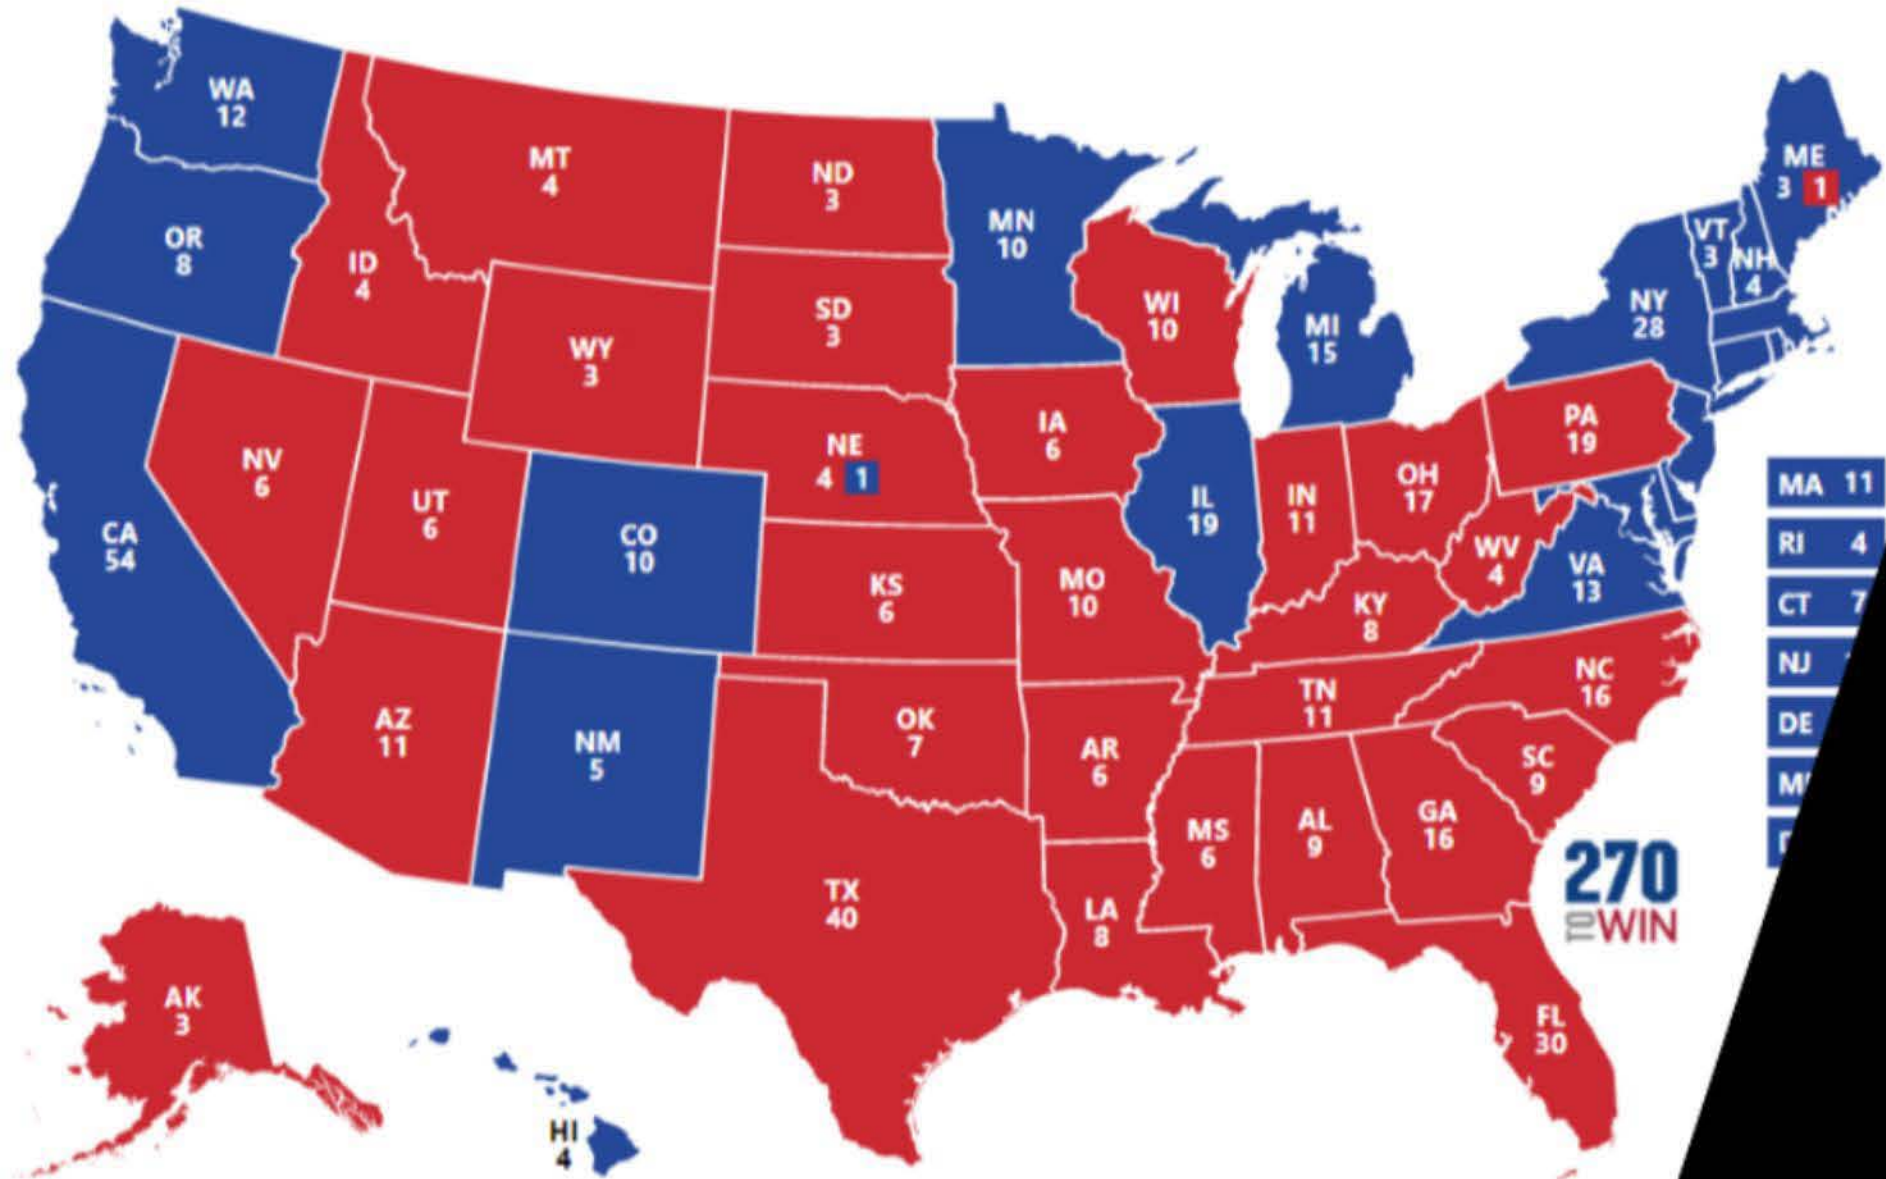 WA
12
OR
8
CA
54
NV
6
ID
4
MT
4
WY
3
UT
6
AZ
11
CO
10
NM
5
ND
3
SD
3
NE
4 1
KS
6
OK
7
TX
40
MN
10
IA
6
MO
10
AR
6
LA
8
WI
10
IL
19
MI
15
IN
11
OH
17
KY
8
TN
11
MS
6
AL
9
GA
16
FL
30
SC
9
NC
16
VA
13
WV
4
PA
19
NY
28
VT
3
NH
4
ME
3 1
MA 11
RI 4
CT 7
NJ
DE
AK
3
HI
4
270
TO WIN